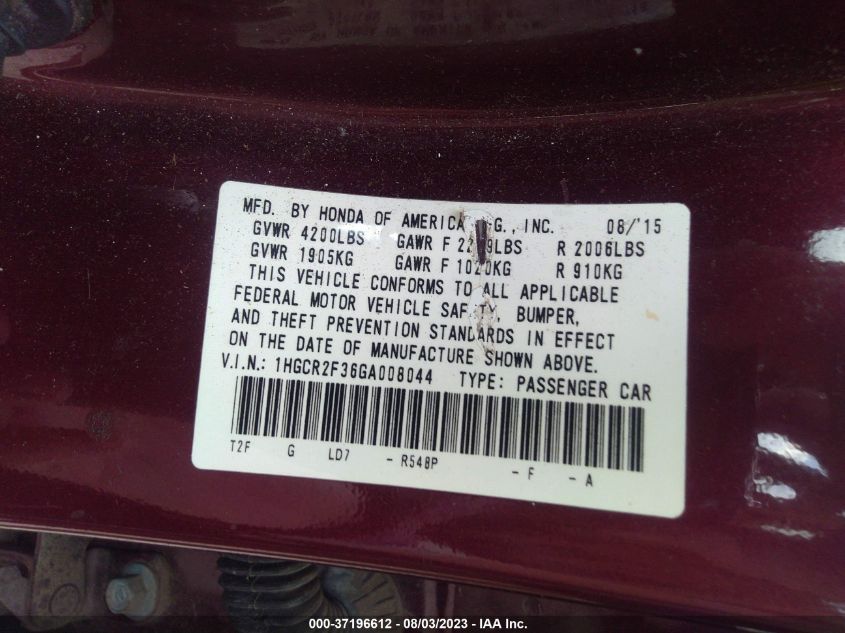 MFD. BY HONDA OF AMERICA G., INC. 08/'15
GVWR 4200LBS GAWR F LBS R 2006LBS
GVWR 1905KG GAWR F 1020KG R 910KG
THIS VEHICLE CONFORMS TO ALL APPLICABLE
FEDERAL MOTOR VEHICLE , BUMPER,
AND THEFT PREVENTION STANDARDS IN EFFECT
ON THE DATE OF MANUFACTURE SHOWN ABOVE.
V.I.N.: 1HGCR2F36GA008044 TYPE: PASSENGER CAR
T2F G LD7 - R548P - F - A
000-37196612 - 08/03/2023 - IAA Inc.